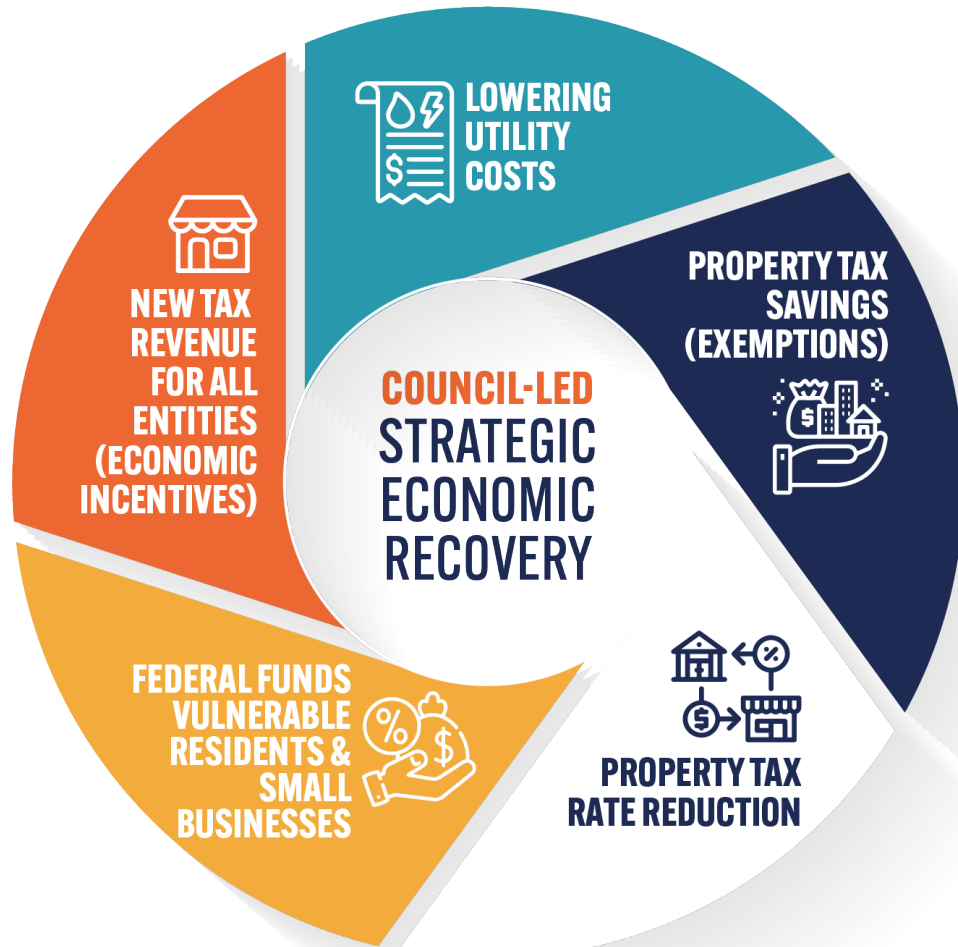 LOWERING
UTILITY
COSTS
PROPERTY TAX
SAVINGS
(EXEMPTIONS)
$
COUNCIL-LED
STRATEGIC
ECONOMIC
RECOVERY
NEW TAX
REVENUE
FOR ALL
ENTITIES
(ECONOMIC
INCENTIVES)
FEDERAL FUNDS
VULNERABLE
RESIDENTS &
SMALL
BUSINESSES
% $
%
$
PROPERTY TAX
RATE REDUCTION
$